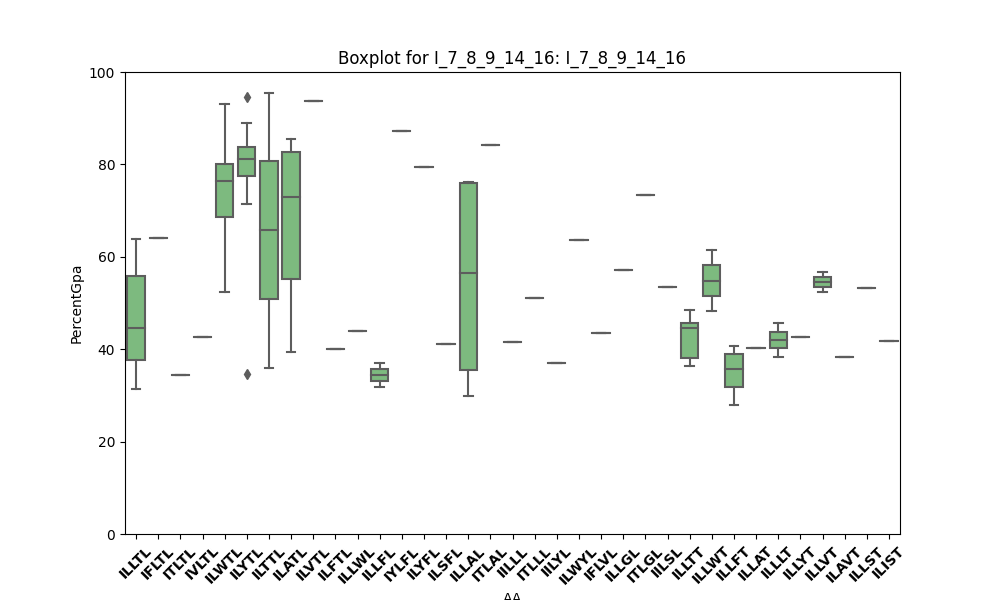 Boxplot for I_7_8_9_14_16: I_7_8_9_14_16
100
80
60
40
20
0
PercentGpa
ILLTL
IFLTL
ITLTL
IVLTL
ILWTL
ILYTL
ILTTL
ILATL
ILVTL
ILFTL
ILLWL
ILLFL
IYLFL
ILYFL
ILSFL
ILLAL
ITLAL
IILLL
ITLLL
IILYL
ILWYL
IFLVL
ILLGL
ITLGL
IILSL
ILLTT
ILLWT
ILLFT
ILLAT
ILLLT
ILLYT
ILLVT
ILAVT
ILLST
ILIST
AA